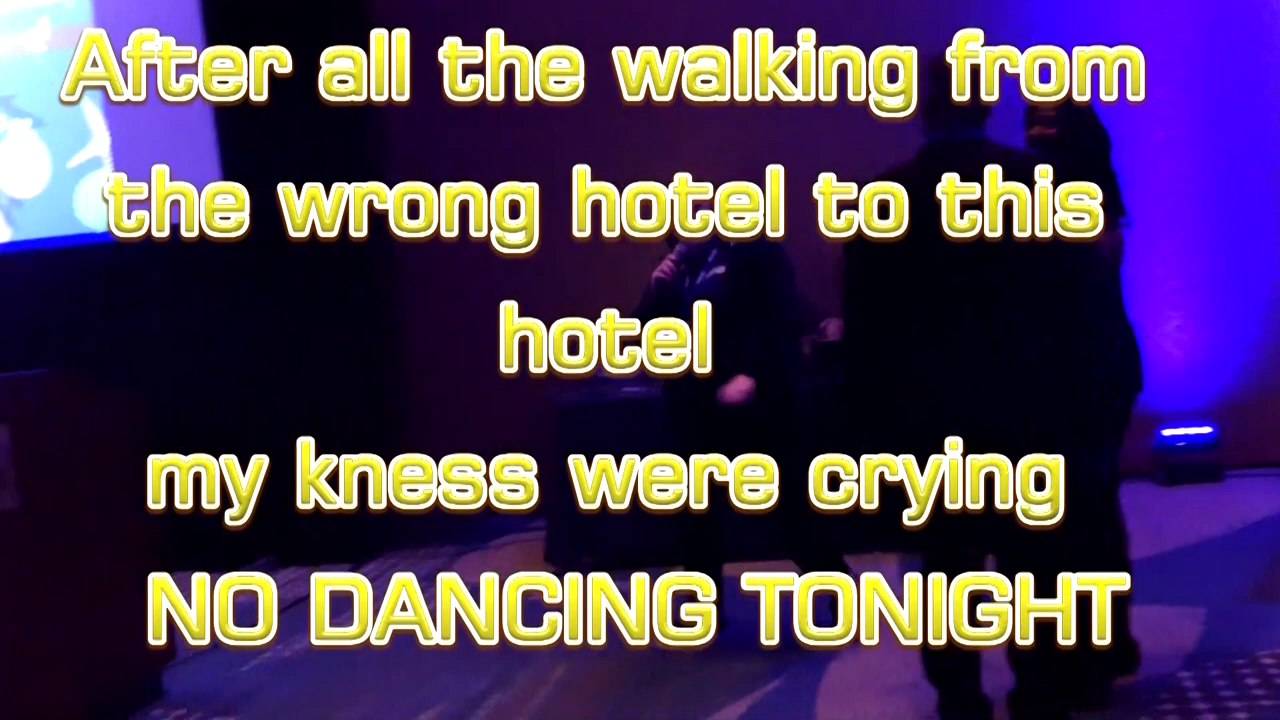 After all the walking from
the wrong hotel to this
hotel
my kness were crying
NO DANCING TONIGHT